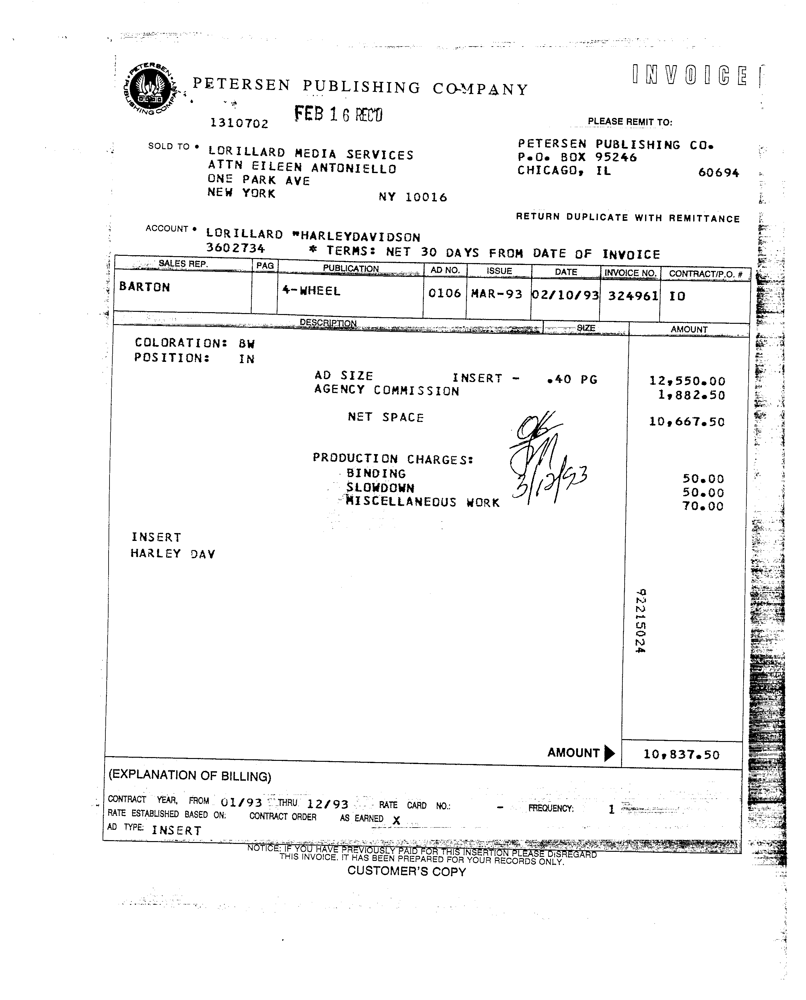 INVOICE
PETERSEN PUBLISHING COMPANY
PETERSEN PUBLISHING COMPANY
1310702 FEB 16 REC'D
PLEASE REMIT TO:
SOLD TO • LORILLARD MEDIA SERVICES
ATTN EILEEN ANTONIELLO
ONE PARK AVE
NEW YORK NY 10016
PETERSEN PUBLISHING CO.
P.O. BOX 95246
CHICAGO, IL 60694
RETURN DUPLICATE WITH REMITTANCE
ACCOUNT • LORILLARD "HARLEYDAVIDSON
3602734 * TERMS: NET 30 DAYS FROM DATE OF INVOICE
SALES REP. PAG PUBLICATION AD NO. ISSUE DATE INVOICE NO. CONTRACT/P.O. #
BARTON 4-WHEEL 0106 MAR-93 02/10/93 324961 IO
DESCRIPTION SIZE AMOUNT
COLORATION: BW
POSITION: IN
AD SIZE INSERT - .40 PG 12,550.00
AGENCY COMMISSION 1,882.50
NET SPACE 10,667.50
OK
3/12/93
PRODUCTION CHARGES:
BINDING 50.00
SLOWDOWN 50.00
MISCELLANEOUS WORK 70.00
INSERT
HARLEY DAV
92215024
AMOUNT 10,837.50
(EXPLANATION OF BILLING)
CONTRACT YEAR, FROM 01/93 THRU 12/93 RATE CARD NO.: - FREQUENCY: 1
RATE ESTABLISHED BASED ON: CONTRACT ORDER AS EARNED X
AD TYPE: INSERT
NOTICE: IF YOU HAVE PREVIOUSLY PAID FOR THIS INSERTION PLEASE DISREGARD
THIS INVOICE. IT HAS BEEN PREPARED FOR YOUR RECORDS ONLY.
CUSTOMER'S COPY